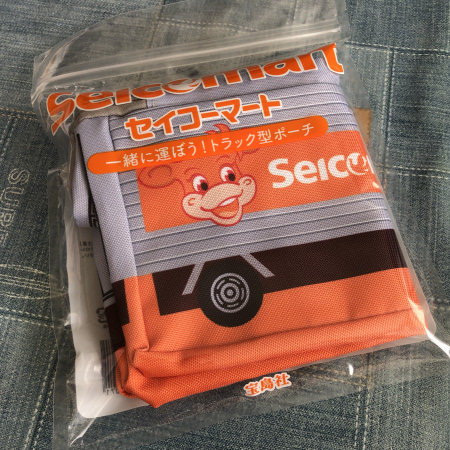 Seicomart
セイコーマート
一緒に運ぼう!トラック型ポーチ
Seico
宝島社